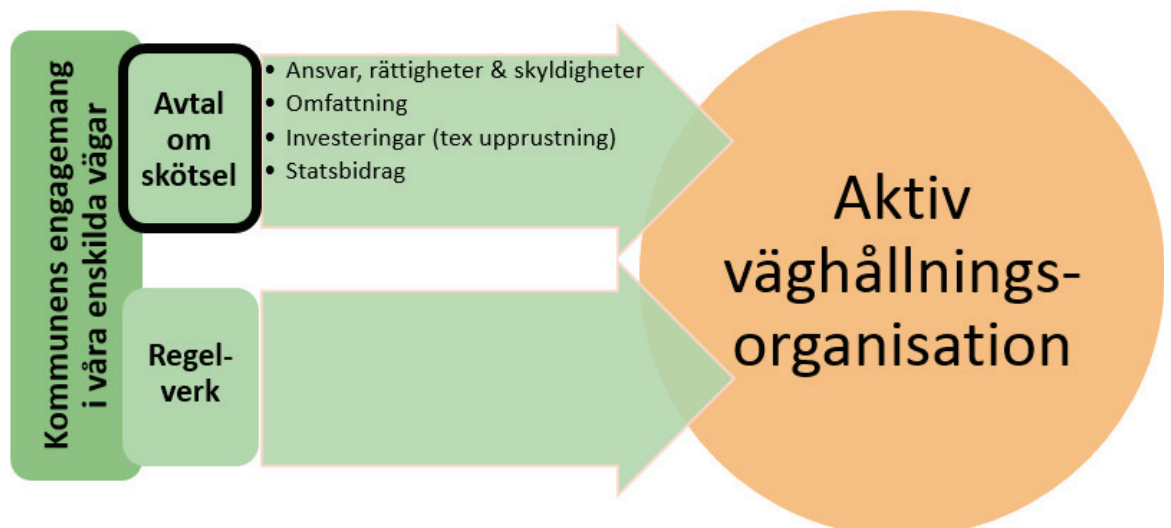 Kommunens engagemang
i våra enskilda vägar
Avtal
om
skötsel
• Ansvar, rättigheter & skyldigheter
• Omfattning
• Investeringar (tex upprustning)
• Statsbidrag
Regel-
verk
Aktiv
väghållnings-
organisation